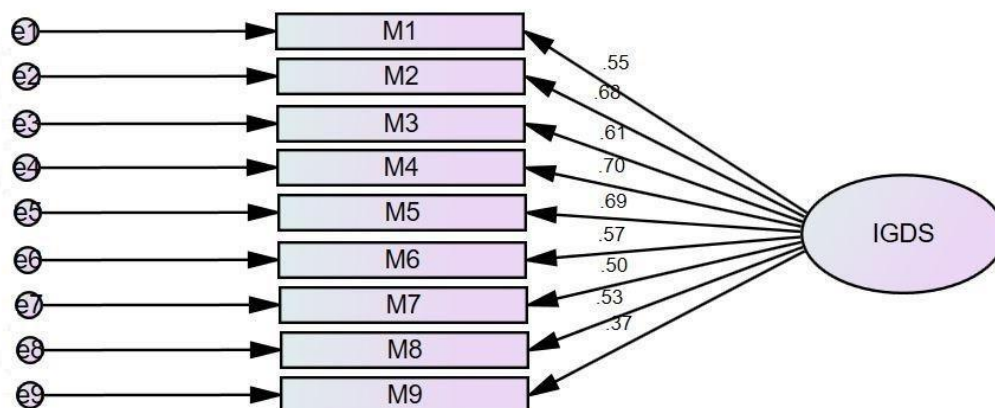 e1 M1
.55
e2 M2
.68
e3 M3
.61
e4 M4
.70
e5 M5
.69
IGDS
e6 M6
.57
e7 M7
.50
e8 M8
.53
e9 M9
.37